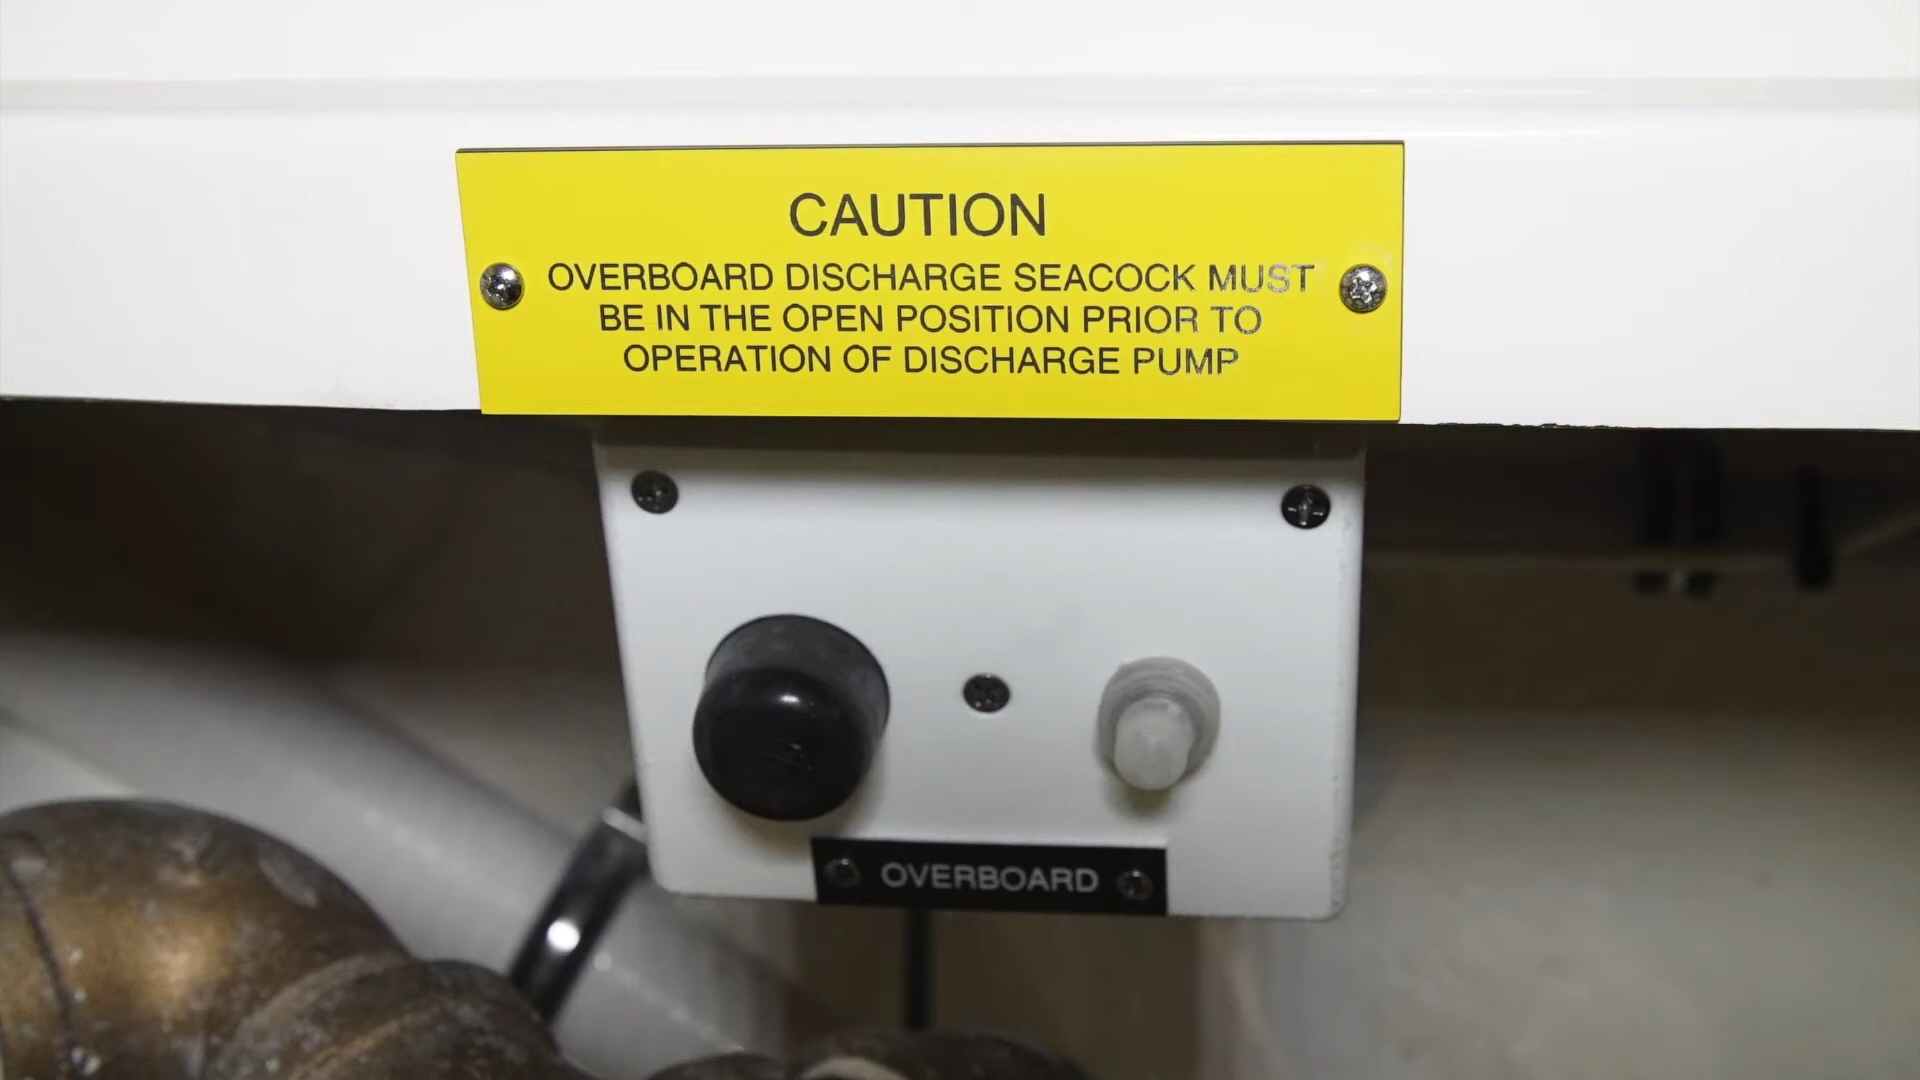 CAUTION
OVERBOARD DISCHARGE SEACOCK MUST
BE IN THE OPEN POSITION PRIOR TO
OPERATION OF DISCHARGE PUMP
OVERBOARD